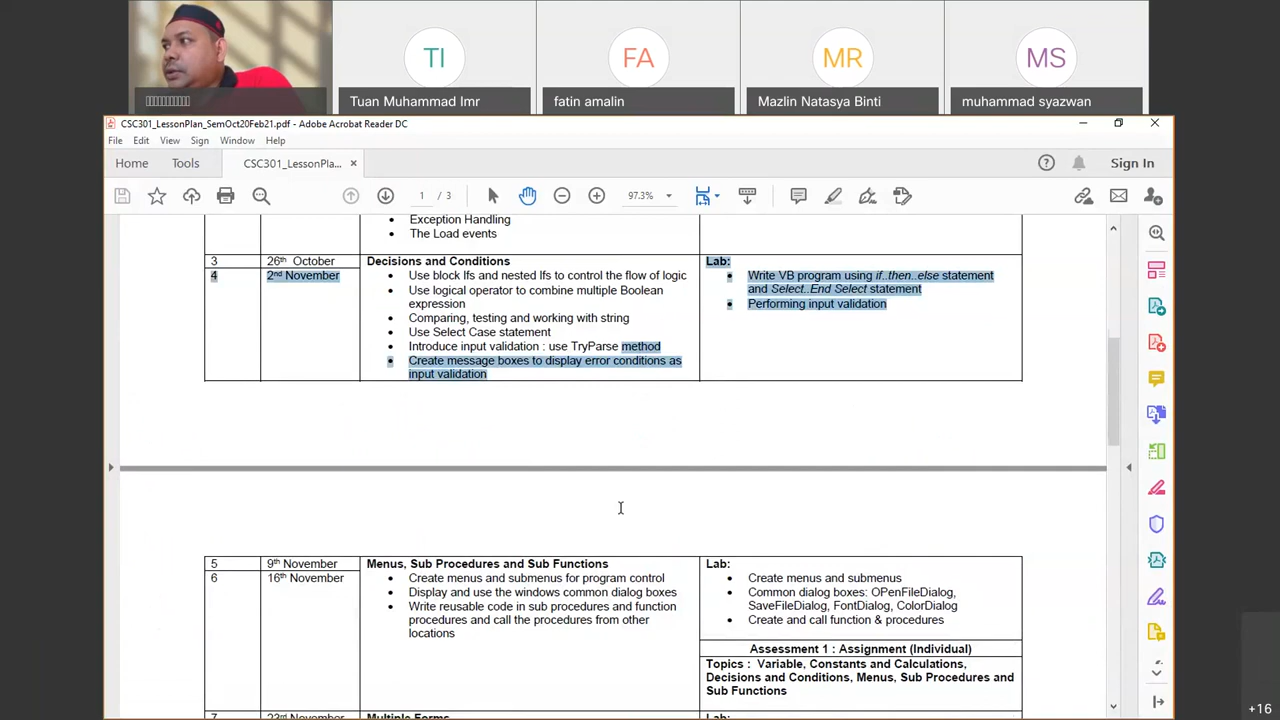 TI
FA
MR
MS
Tuan Muhammad Imr
fatin amalin
Mazlin Natasya Binti
muhammad syazwan
CSC301_LessonPlan_SemOct20Feb21.pdf - Adobe Acrobat Reader DC
File Edit View Sign Window Help
Home Tools CSC301_LessonPla... × Sign In
1 / 3 97.3%
• Exception Handling
• The Load events
3 26th October Decisions and Conditions Lab:
4 2nd November
• Use block Ifs and nested Ifs to control the flow of logic
• Use logical operator to combine multiple Boolean
expression
• Comparing, testing and working with string
• Use Select Case statement
• Introduce input validation : use TryParse method
• Create message boxes to display error conditions as
input validation
• Write VB program using if..then..else statement
and Select..End Select statement
• Performing input validation
5 9th November Menus, Sub Procedures and Sub Functions Lab:
6 16th November
• Create menus and submenus for program control
• Display and use the windows common dialog boxes
• Write reusable code in sub procedures and function
procedures and call the procedures from other
locations
• Create menus and submenus
• Common dialog boxes: OPenFileDialog,
SaveFileDialog, FontDialog, ColorDialog
• Create and call function & procedures
Assessment 1 : Assignment (Individual)
Topics : Variable, Constants and Calculations,
Decisions and Conditions, Menus, Sub Procedures and
Sub Functions
7 23rd November Multiple Forms Lab:
+16